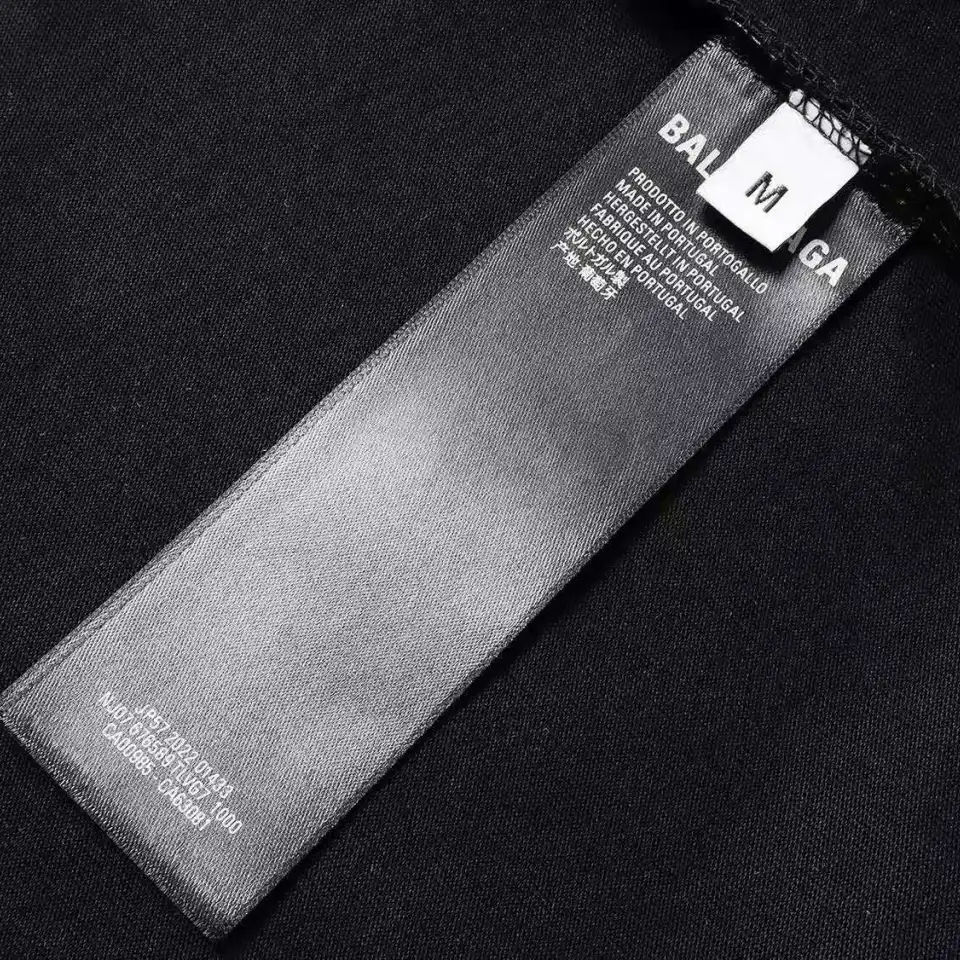 BAL AGA
M
PRODOTTO IN PORTOGALLO
MADE IN PORTUGAL
HERGESTELLT IN PORTUGAL
FABRIQUE AU PORTUGAL
HECHO EN PORTUGAL
ポルトガル製
产地 葡萄牙
JP57 2022 01433
NJ07 676589 TLVG7 1000
CA00985 - CA63081